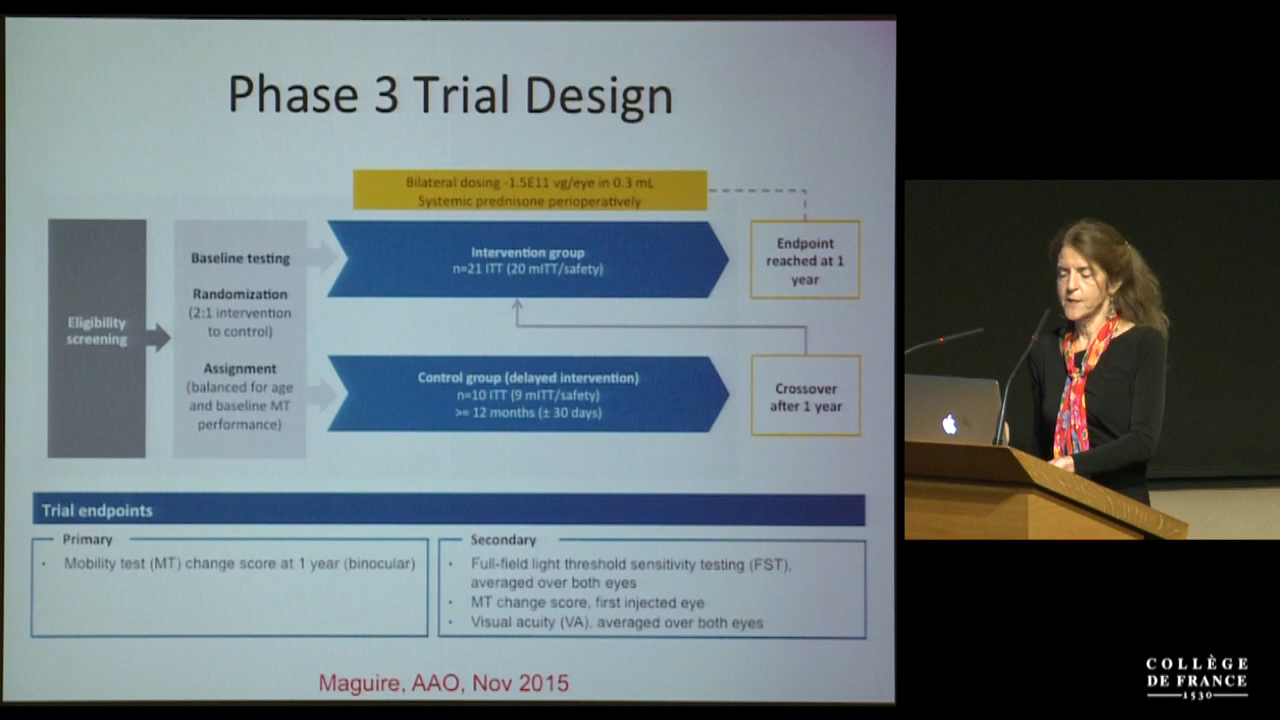 Phase 3 Trial Design
Bilateral dosing -1.5E11 vg/eye in 0.3 mL
Systemic prednisone perioperatively
Eligibility
screening
Baseline testing
Randomization
(2:1 intervention
to control)
Assignment
(balanced for age
and baseline MT
performance)
Intervention group
n=21 ITT (20 mITT/safety)
Endpoint
reached at 1
year
Control group (delayed intervention)
n=10 ITT (9 mITT/safety)
>= 12 months (± 30 days)
Crossover
after 1 year
Trial endpoints
Primary
• Mobility test (MT) change score at 1 year (binocular)
Secondary
• Full-field light threshold sensitivity testing (FST),
averaged over both eyes
• MT change score, first injected eye
• Visual acuity (VA), averaged over both eyes
Maguire, AAO, Nov 2015
COLLÈGE
DE FRANCE
1530